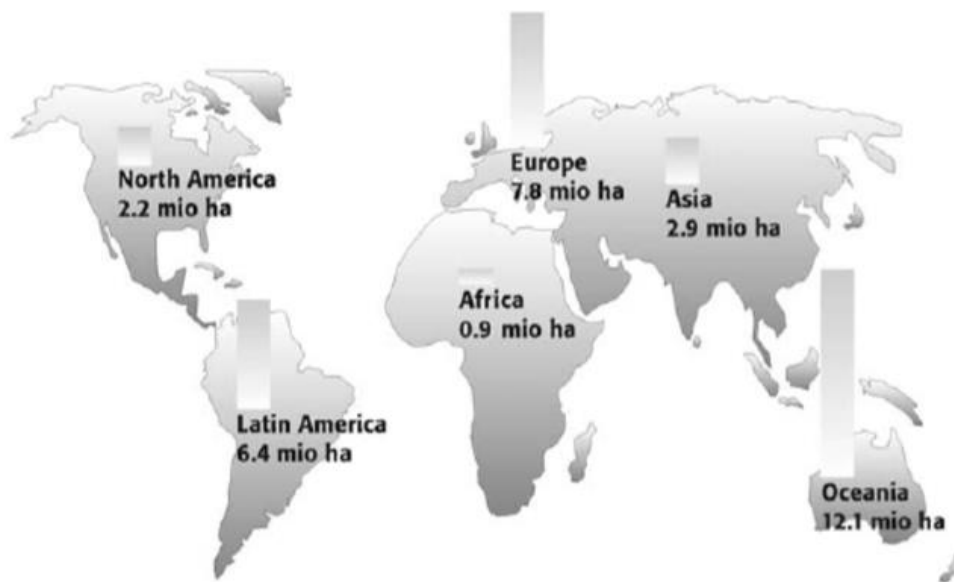 North America
2.2 mio ha
Europe
7.8 mio ha
Asia
2.9 mio ha
Africa
0.9 mio ha
Latin America
6.4 mio ha
Oceania
12.1 mio ha